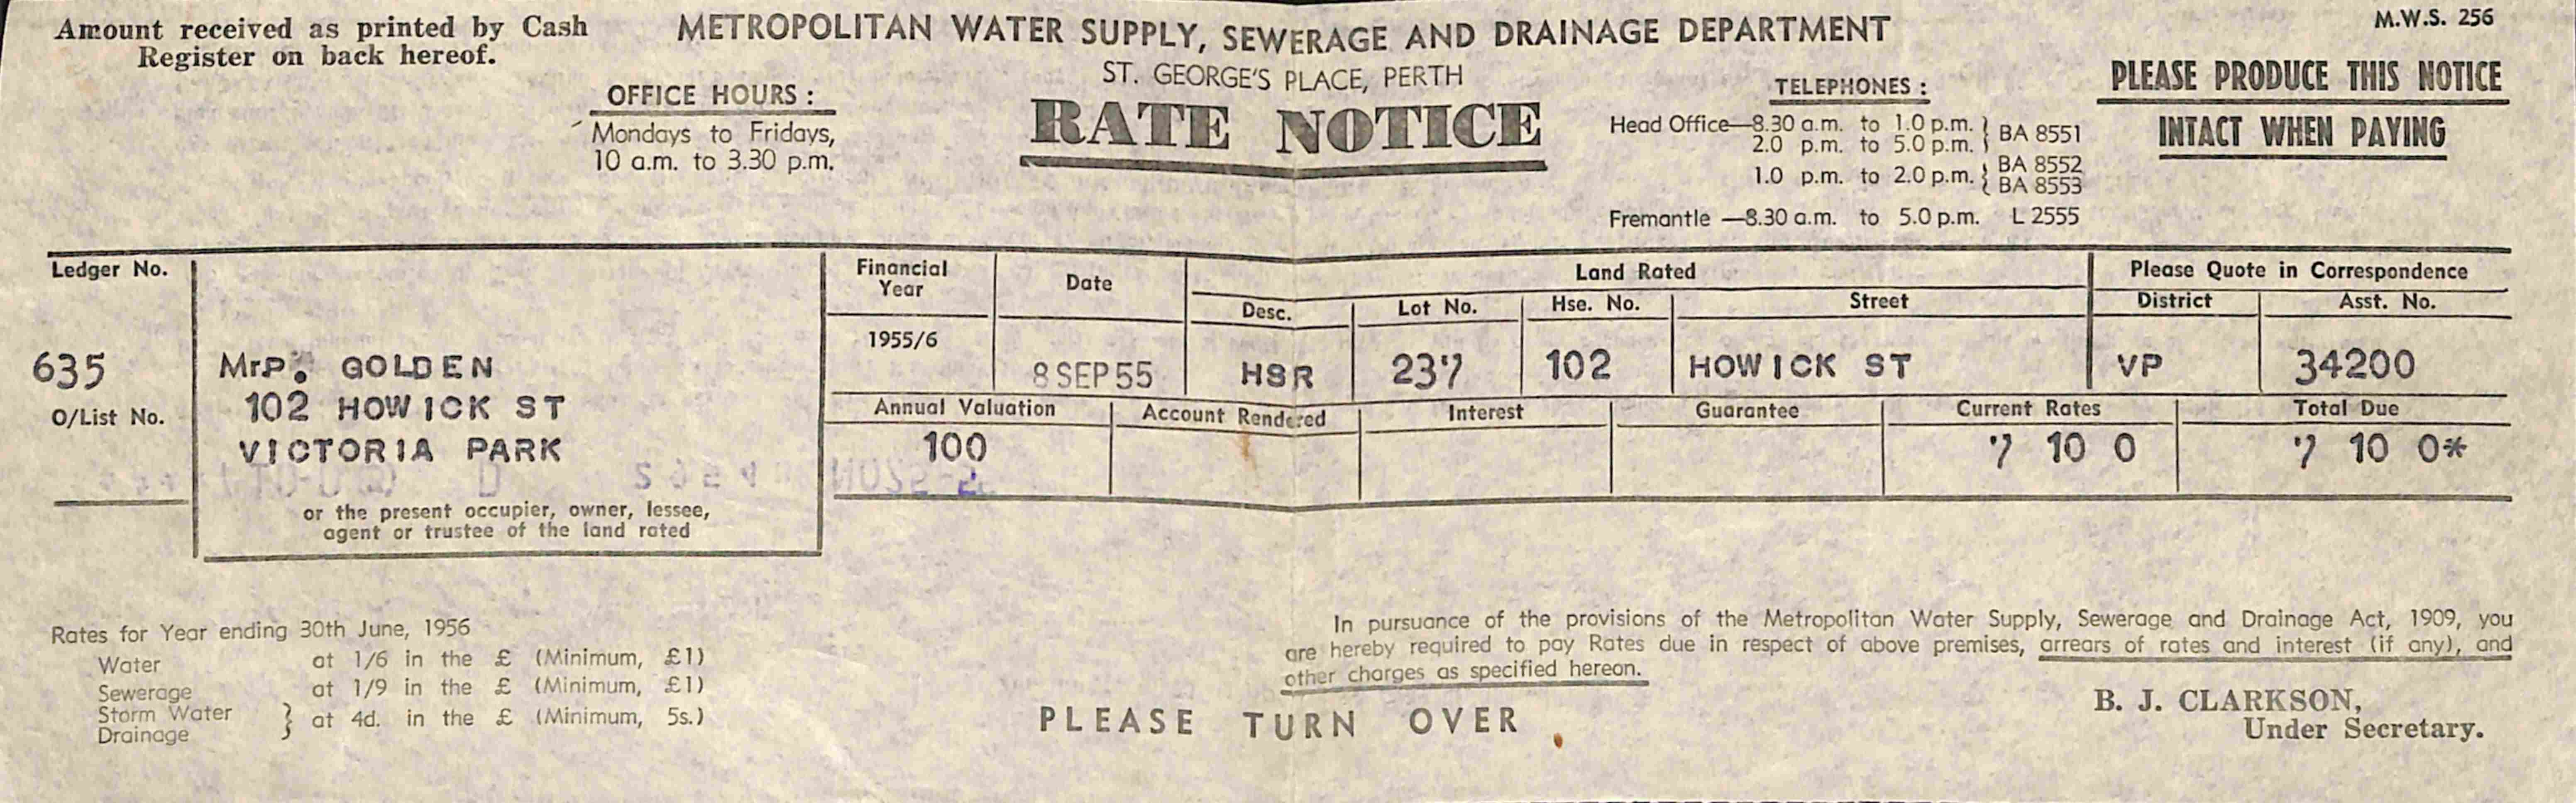 Amount received as printed by Cash
Register on back hereof.
METROPOLITAN WATER SUPPLY, SEWERAGE AND DRAINAGE DEPARTMENT
ST. GEORGE'S PLACE, PERTH
RATE NOTICE
M.W.S. 256
OFFICE HOURS :
Mondays to Fridays,
10 a.m. to 3.30 p.m.
TELEPHONES :
Head Office—8.30 a.m. to 1.0 p.m. } BA 8551
2.0 p.m. to 5.0 p.m.
1.0 p.m. to 2.0 p.m. { BA 8552
BA 8553
Fremantle —8.30 a.m. to 5.0 p.m. L 2555
PLEASE PRODUCE THIS NOTICE
INTACT WHEN PAYING
Ledger No.
635
O/List No.
MrP. GOLDEN
102 HOWICK ST
VICTORIA PARK
or the present occupier, owner, lessee,
agent or trustee of the land rated
Financial Year Date Land Rated Please Quote in Correspondence
Desc. Lot No. Hse. No. Street District Asst. No.
1955/6
8 SEP 55 HSR 237 102 HOWICK ST VP 34200
Annual Valuation Account Rendered Interest Guarantee Current Rates Total Due
100 7 10 0 7 10 0*
Rates for Year ending 30th June, 1956
Water at 1/6 in the £ (Minimum, £1)
Sewerage at 1/9 in the £ (Minimum, £1)
Storm Water
Drainage } at 4d. in the £ (Minimum, 5s.)
In pursuance of the provisions of the Metropolitan Water Supply, Sewerage and Drainage Act, 1909, you
are hereby required to pay Rates due in respect of above premises, arrears of rates and interest (if any), and
other charges as specified hereon.
PLEASE TURN OVER
B. J. CLARKSON,
Under Secretary.